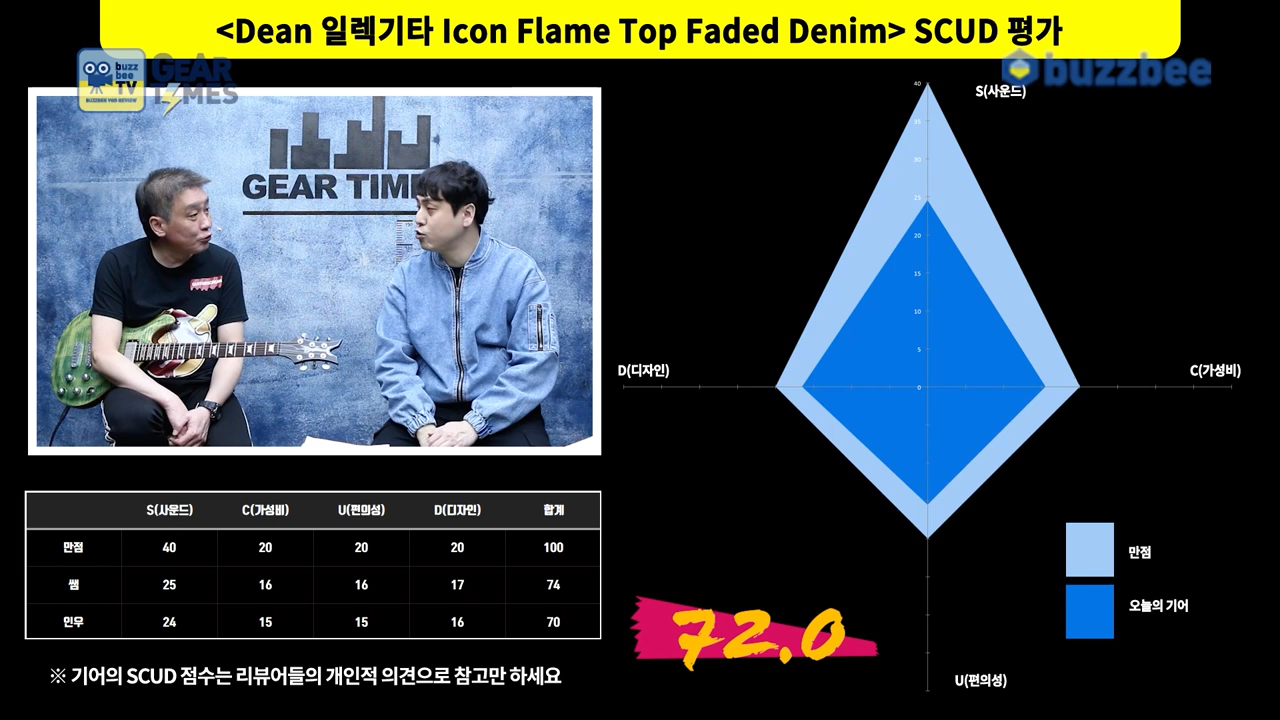 <Dean 일렉기타 Icon Flame Top Faded Denim> SCUD 평가
buzz
bee
TV
BUZZBEE VOD REVIEW
GEAR
TIMES
buzzbee
GEAR TIM
S(사운드)
40
35
30
25
20
15
10
5
0
D(디자인)
C(가성비)
U(편의성)
만점
오늘의 기어
S(사운드) C(가성비) U(편의성) D(디자인) 합계
만점 40 20 20 20 100
쌤 25 16 16 17 74
인우 24 15 15 16 70
72.0
※ 기어의 SCUD 점수는 리뷰어들의 개인적 의견으로 참고만 하세요